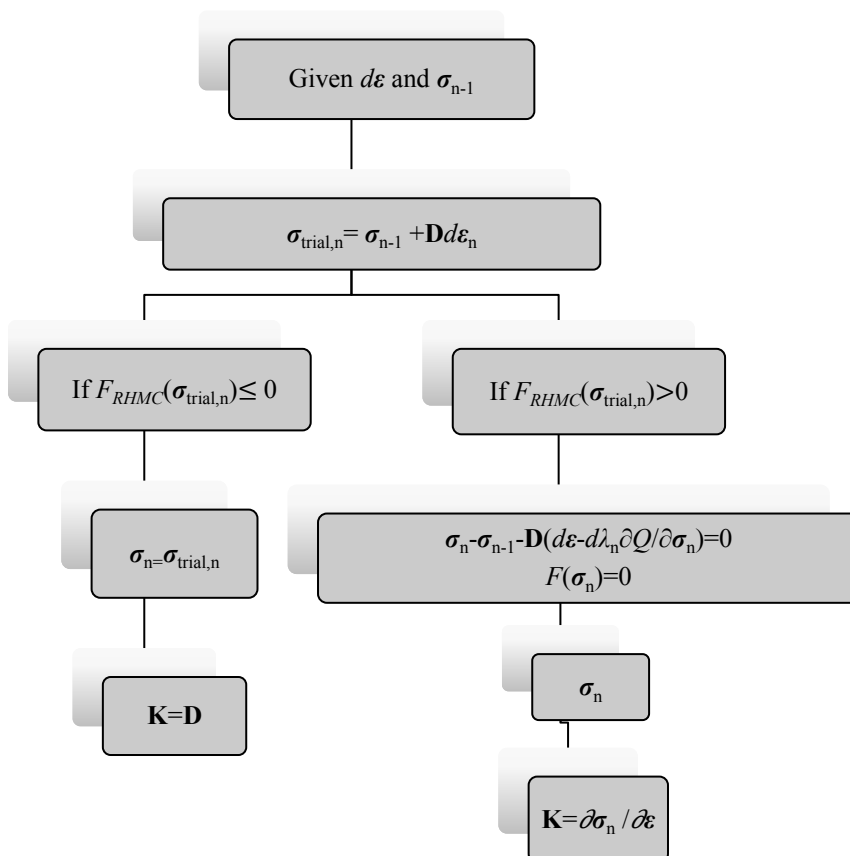 Given dε and σn-1
σtrial,n= σn-1 +Ddεn
If FRHMC(σtrial,n)≤ 0
If FRHMC(σtrial,n)>0
σn=σtrial,n
σn-σn-1-D(dε-dλn∂Q/∂σn)=0
F(σn)=0
K=D
σn
K=∂σn /∂ε